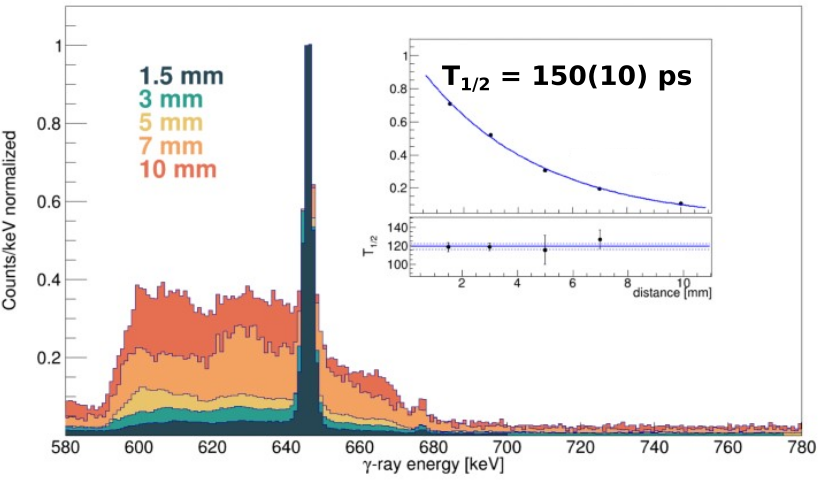 1
0.8
0.6
0.4
0.2
Counts/keV normalized
580 600 620 640 660 680 700 720 740 760 780
γ-ray energy [keV]
1.5 mm
3 mm
5 mm
7 mm
10 mm
T1/2 = 150(10) ps
1
0.8
0.6
0.4
0.2
140
120
100
T1/2
2 4 6 8 10
distance [mm]